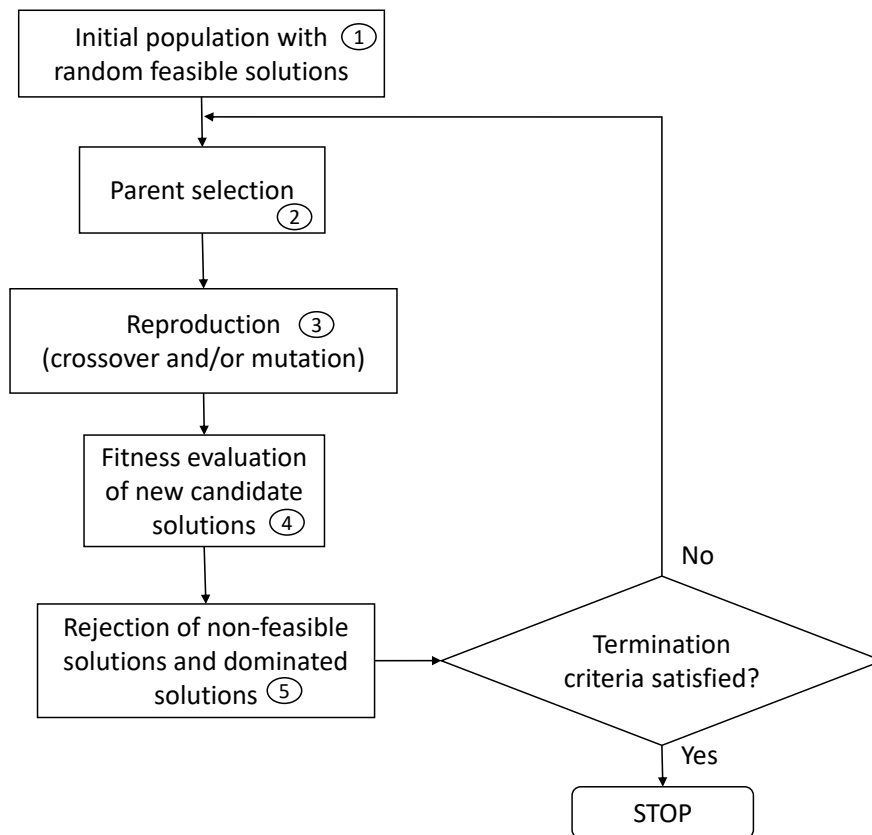 Initial population with 1
random feasible solutions
Parent selection
2
Reproduction 3
(crossover and/or mutation)
Fitness evaluation
of new candidate
solutions 4
Rejection of non-feasible
solutions and dominated
solutions 5
No
Termination
criteria satisfied?
Yes
STOP